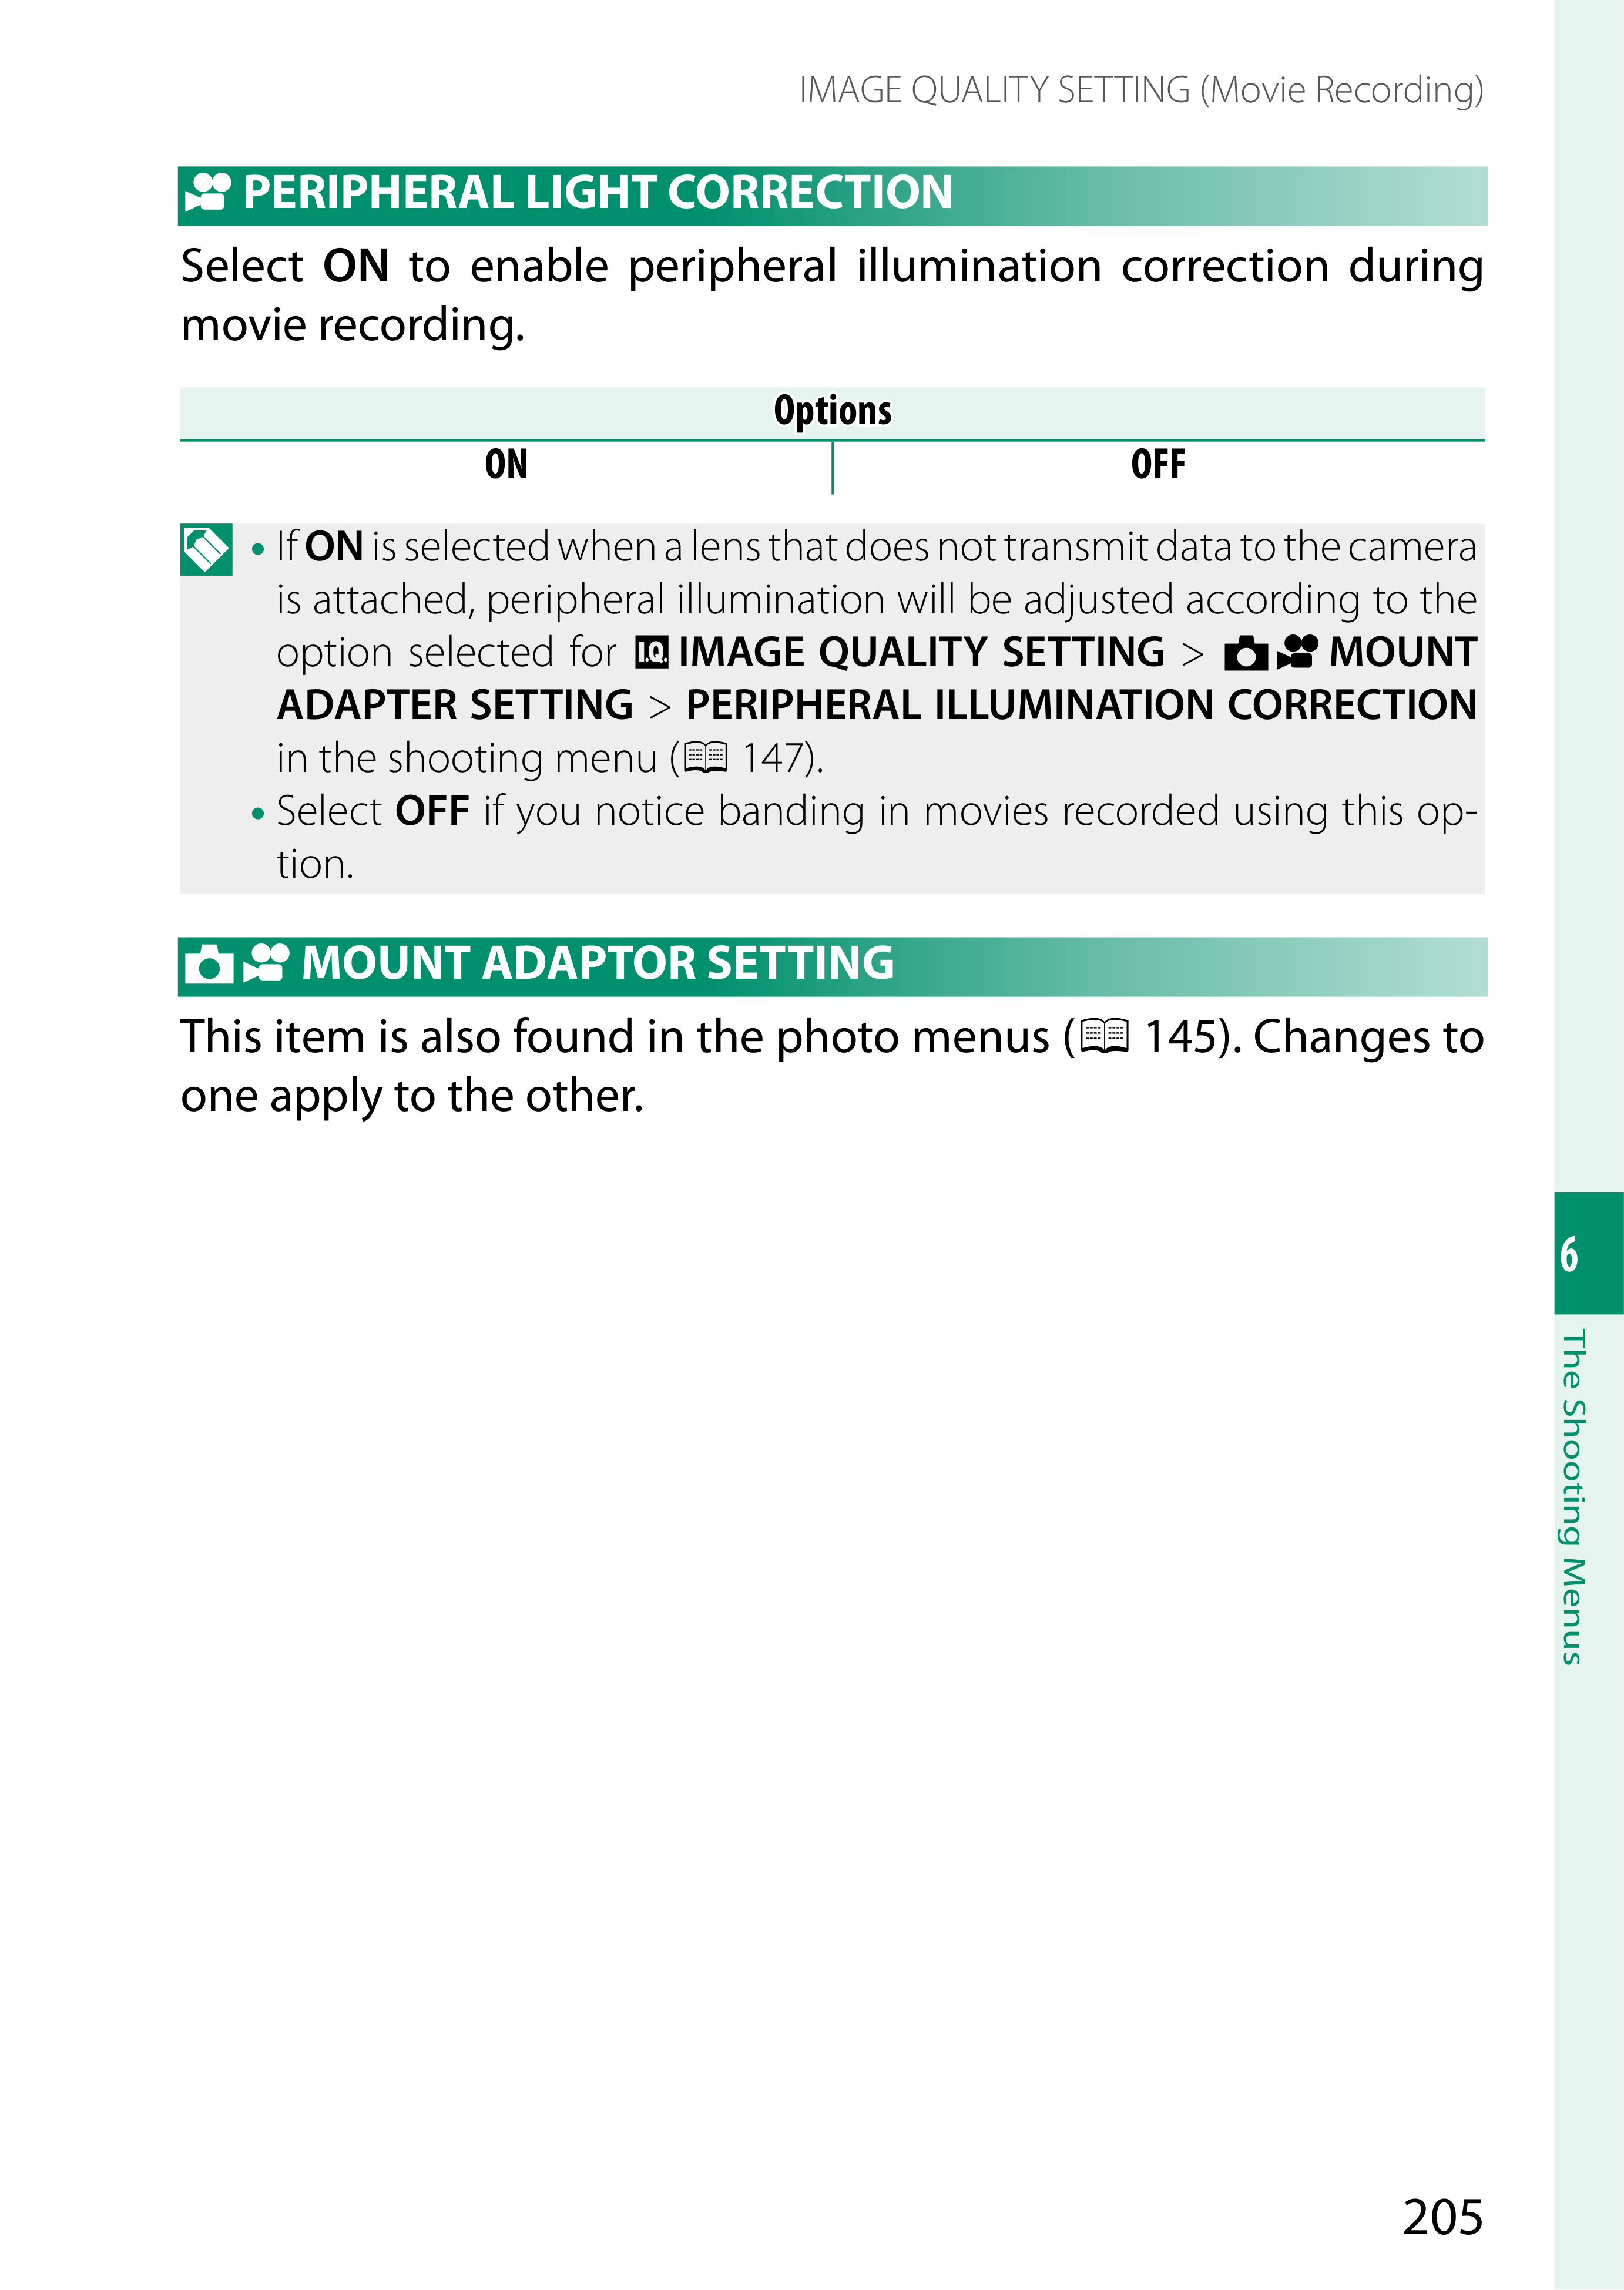 IMAGE QUALITY SETTING (Movie Recording)
PERIPHERAL LIGHT CORRECTION
Select ON to enable peripheral illumination correction during
movie recording.
Options
ON OFF
• If ON is selected when a lens that does not transmit data to the camera
is attached, peripheral illumination will be adjusted according to the
option selected for I.Q. IMAGE QUALITY SETTING > MOUNT
ADAPTER SETTING > PERIPHERAL ILLUMINATION CORRECTION
in the shooting menu ( 147).
• Select OFF if you notice banding in movies recorded using this op-
tion.
MOUNT ADAPTOR SETTING
This item is also found in the photo menus ( 145). Changes to
one apply to the other.
6
The Shooting Menus
205